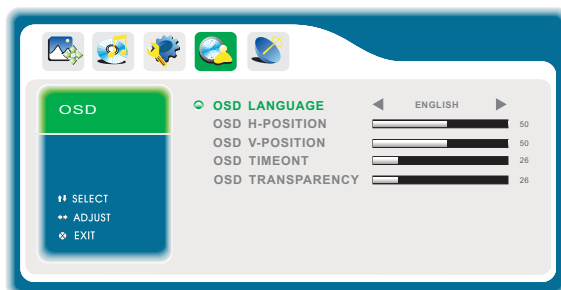 OSD
OSD LANGUAGE ENGLISH
OSD H-POSITION 50
OSD V-POSITION 50
OSD TIMEONT 26
OSD TRANSPARENCY 26
SELECT
ADJUST
EXIT